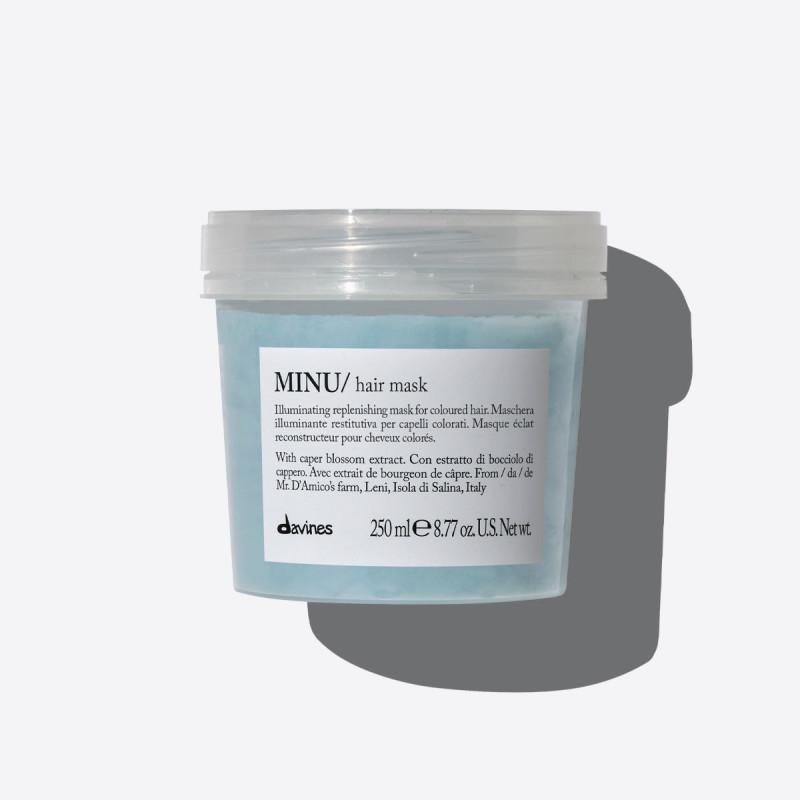 MINU/ hair mask
Illuminating replenishing mask for coloured hair. Maschera
illuminante restitutiva per capelli colorati. Masque éclat
reconstructeur pour cheveux colorés.
With caper blossom extract. Con estratto di bocciolo di
cappero. Avec extrait de bourgeon de câpre. From / da / de
Mr. D'Amico's farm, Leni, Isola di Salina, Italy
davines 250 ml ℮ 8.77 oz. U.S. Net wt.